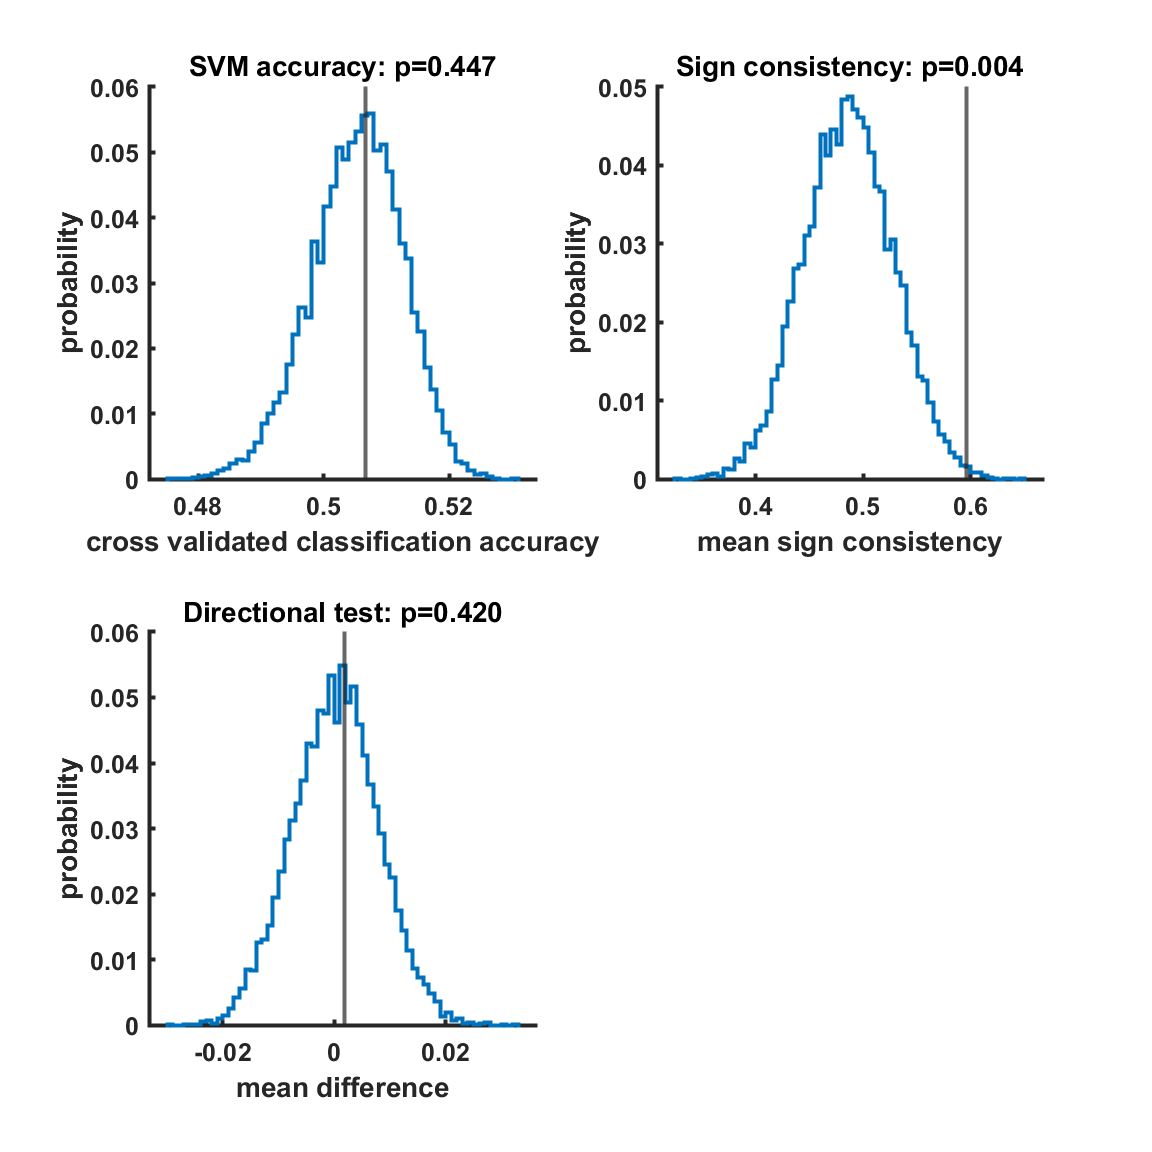 SVM accuracy: p=0.447
0.06
0.05
0.04
0.03
0.02
0.01
0
probability
0.48 0.5 0.52
cross validated classification accuracy
Sign consistency: p=0.004
0.05
0.04
0.03
0.02
0.01
0
probability
0.4 0.5 0.6
mean sign consistency
Directional test: p=0.420
0.06
0.05
0.04
0.03
0.02
0.01
0
probability
-0.02 0 0.02
mean difference